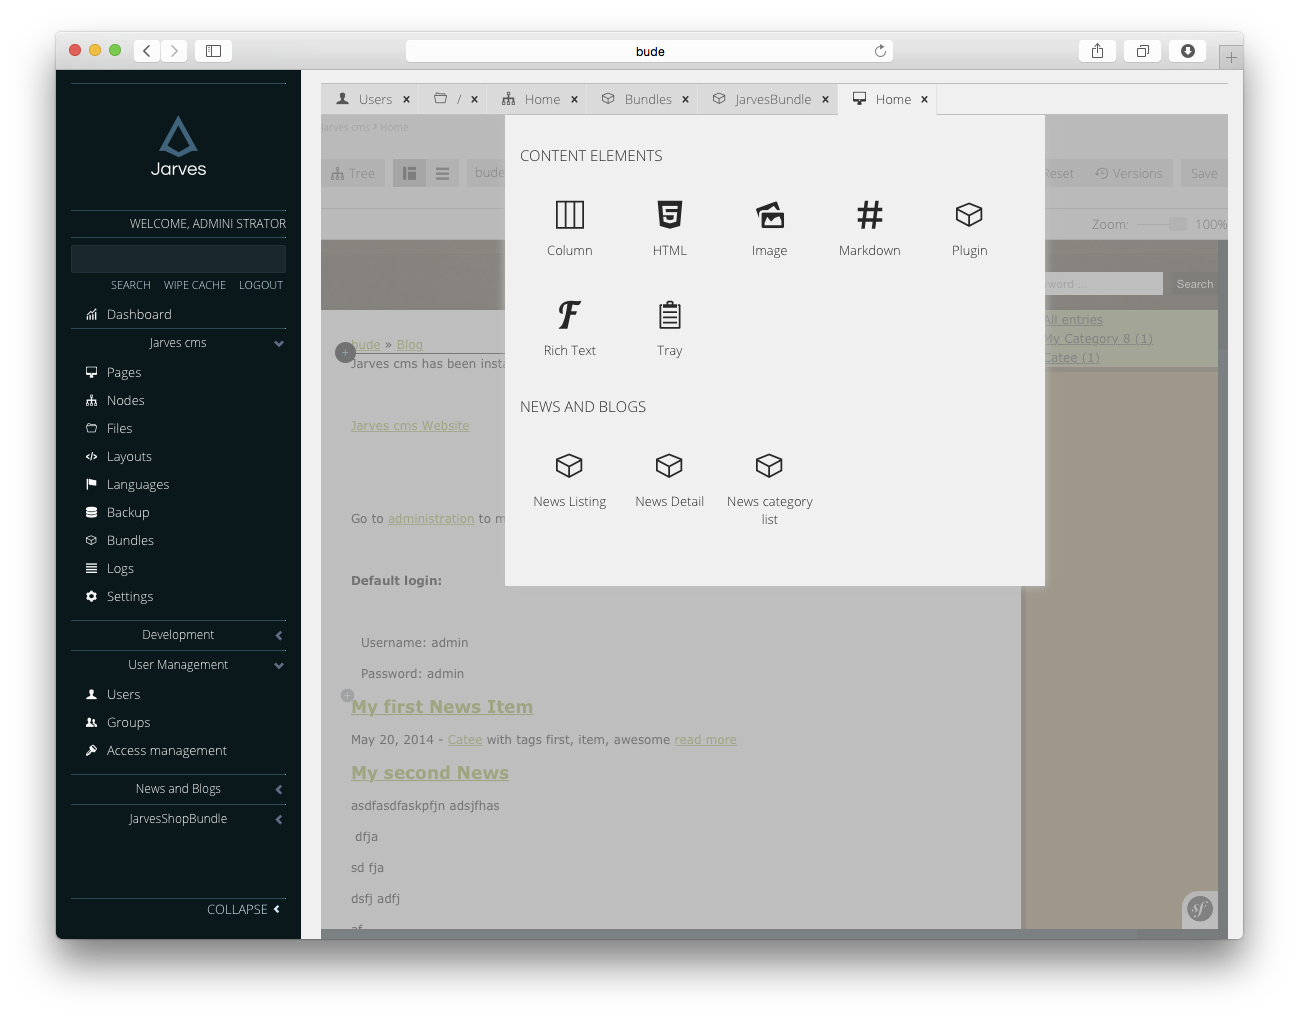 bude
Jarves
WELCOME, ADMINI STRATOR
SEARCH WIPE CACHE LOGOUT
Dashboard
Jarves cms
Pages
Nodes
Files
Layouts
Languages
Backup
Bundles
Logs
Settings
Development
User Management
Users
Groups
Access management
News and Blogs
JarvesShopBundle
COLLAPSE
Users × / × Home × Bundles × JarvesBundle × Home ×
Jarves cms › Home
Tree bude
Versions Save
Zoom: 100%
Search
CONTENT ELEMENTS
Column HTML Image Markdown Plugin
Rich Text Tray
NEWS AND BLOGS
News Listing News Detail News category
list
All entries
My Category 8 (1)
Catee (1)
bude » Blog
Jarves cms has been
Jarves cms Website
Go to administration to
Default login:
Username: admin
Password: admin
My first News Item
May 20, 2014 - Catee with tags first, item, awesome read more
My second News
asdfasdfaskpfjn adsjfhas
dfja
sd fja
dsfj adfj
sf